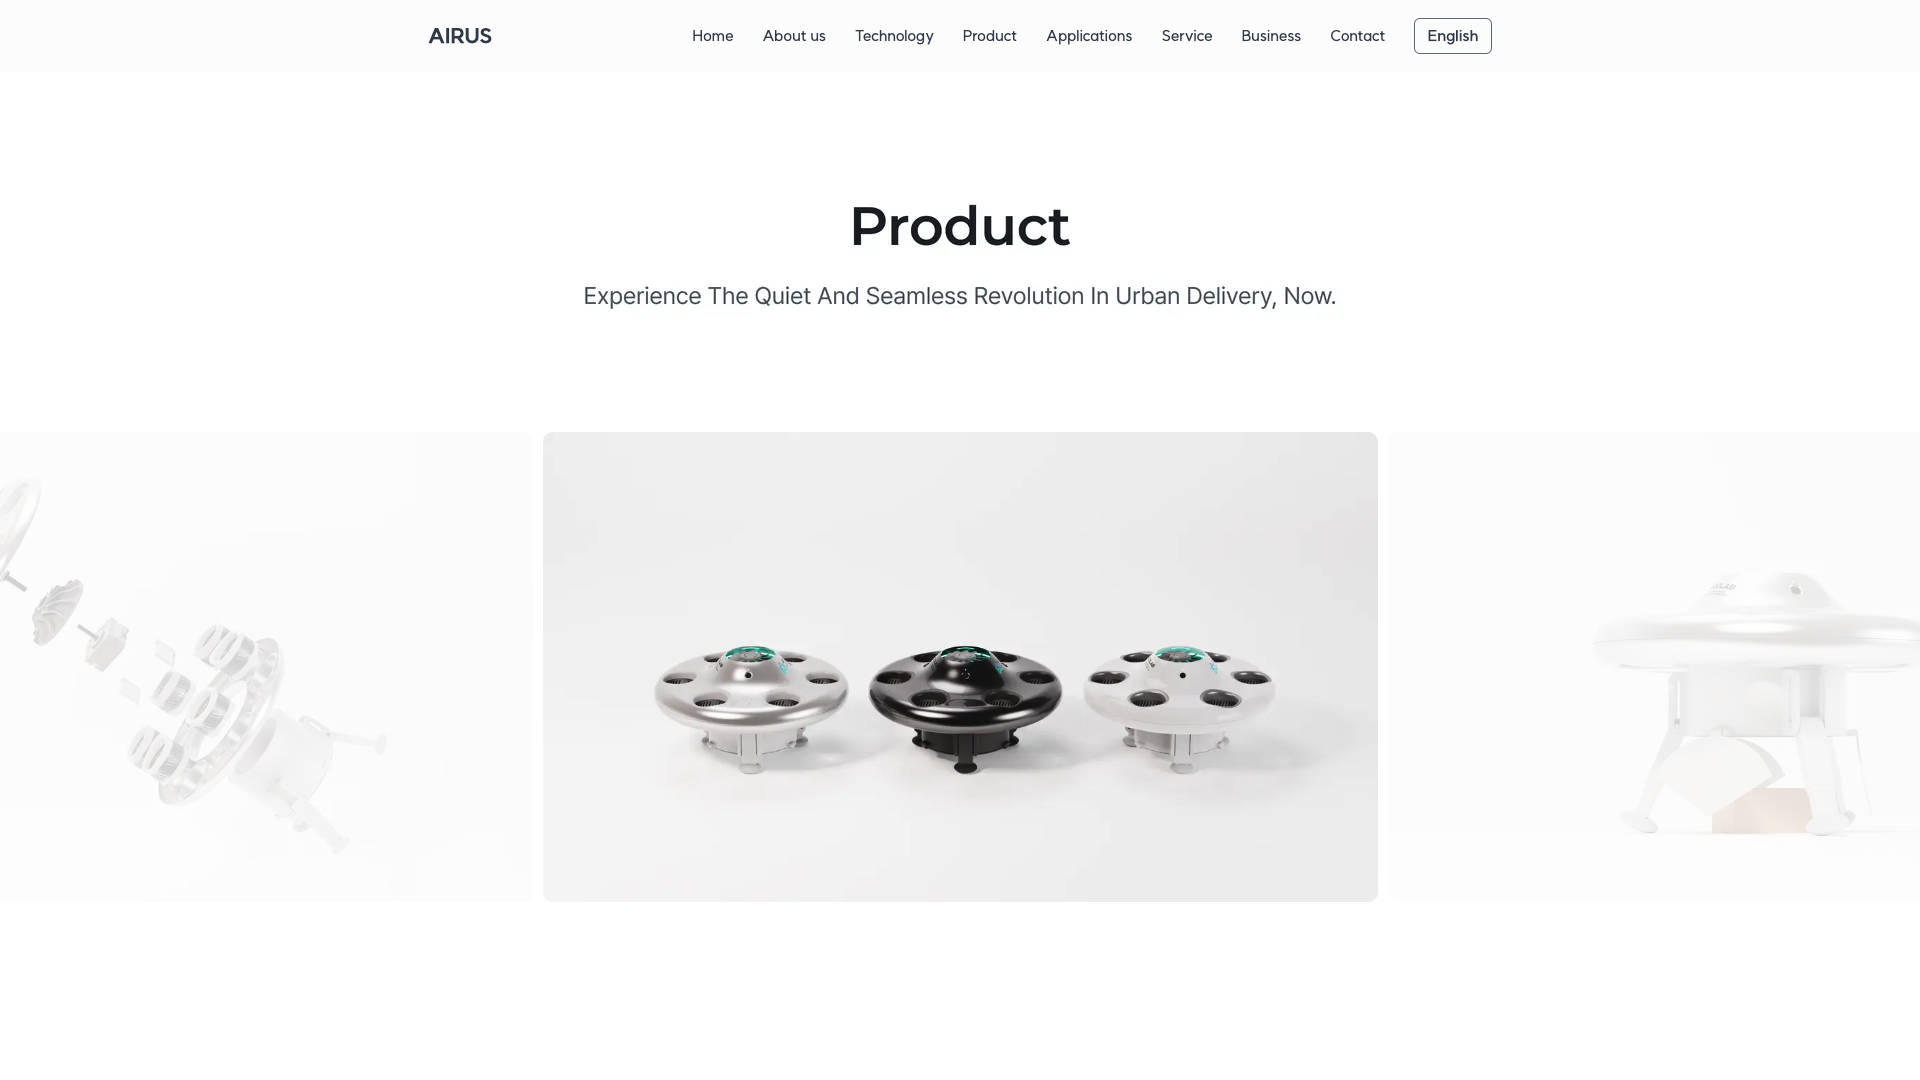 AIRUS
Home About us Technology Product Applications Service Business Contact English
Product
Experience The Quiet And Seamless Revolution In Urban Delivery, Now.